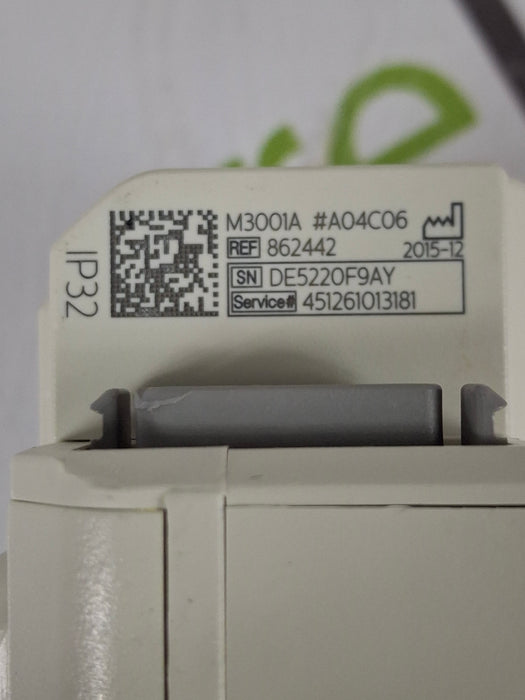 M3001A #A04C06
REF 862442
2015-12
SN DE5220F9AY
Service# 451261013181
IP32